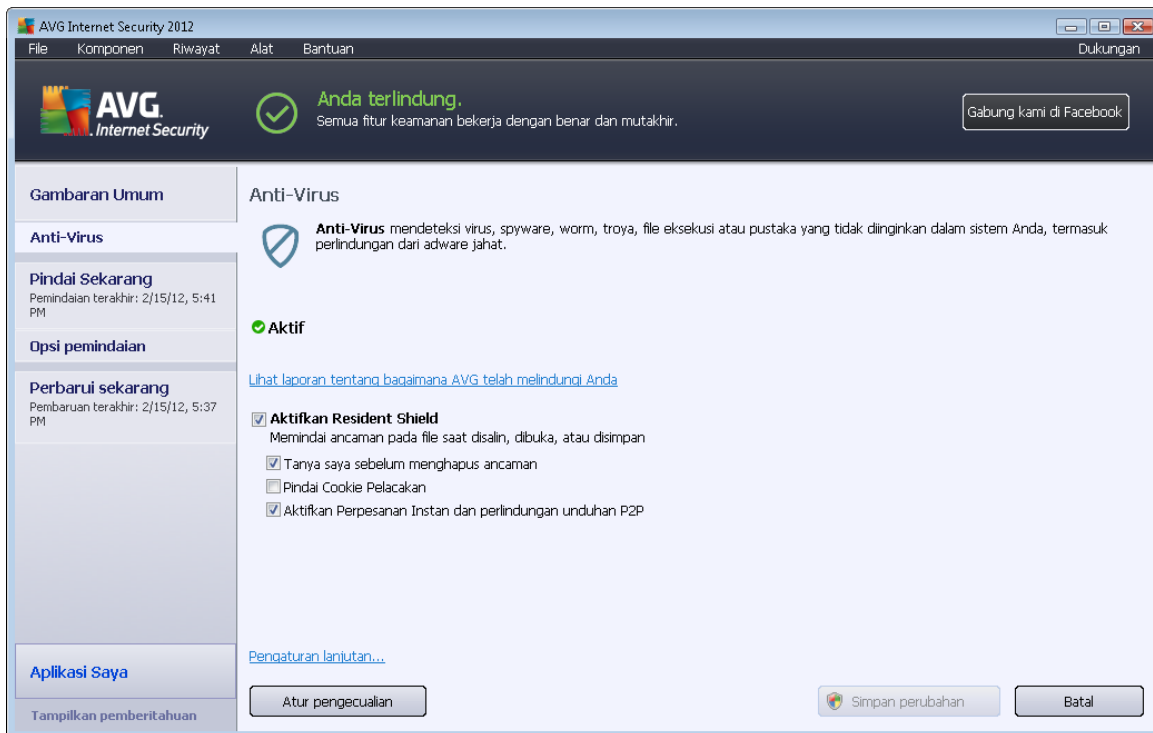 AVG Internet Security 2012
File Komponen Riwayat Alat Bantuan Dukungan
AVG.
Internet Security
Anda terlindung.
Semua fitur keamanan bekerja dengan benar dan mutakhir.
Gabung kami di Facebook
Gambaran Umum
Anti-Virus
Pindai Sekarang
Pemindaian terakhir: 2/15/12, 5:41
PM
Opsi pemindaian
Perbarui sekarang
Pembaruan terakhir: 2/15/12, 5:37
PM
Aplikasi Saya
Tampilkan pemberitahuan
Anti-Virus
Anti-Virus mendeteksi virus, spyware, worm, troya, file eksekusi atau pustaka yang tidak diinginkan dalam sistem Anda, termasuk
perlindungan dari adware jahat.
Aktif
Lihat laporan tentang bagaimana AVG telah melindungi Anda
Aktifkan Resident Shield
Memindai ancaman pada file saat disalin, dibuka, atau disimpan
Tanya saya sebelum menghapus ancaman
Pindai Cookie Pelacakan
Aktifkan Perpesanan Instan dan perlindungan unduhan P2P
Pengaturan lanjutan...
Atur pengecualian
Simpan perubahan
Batal